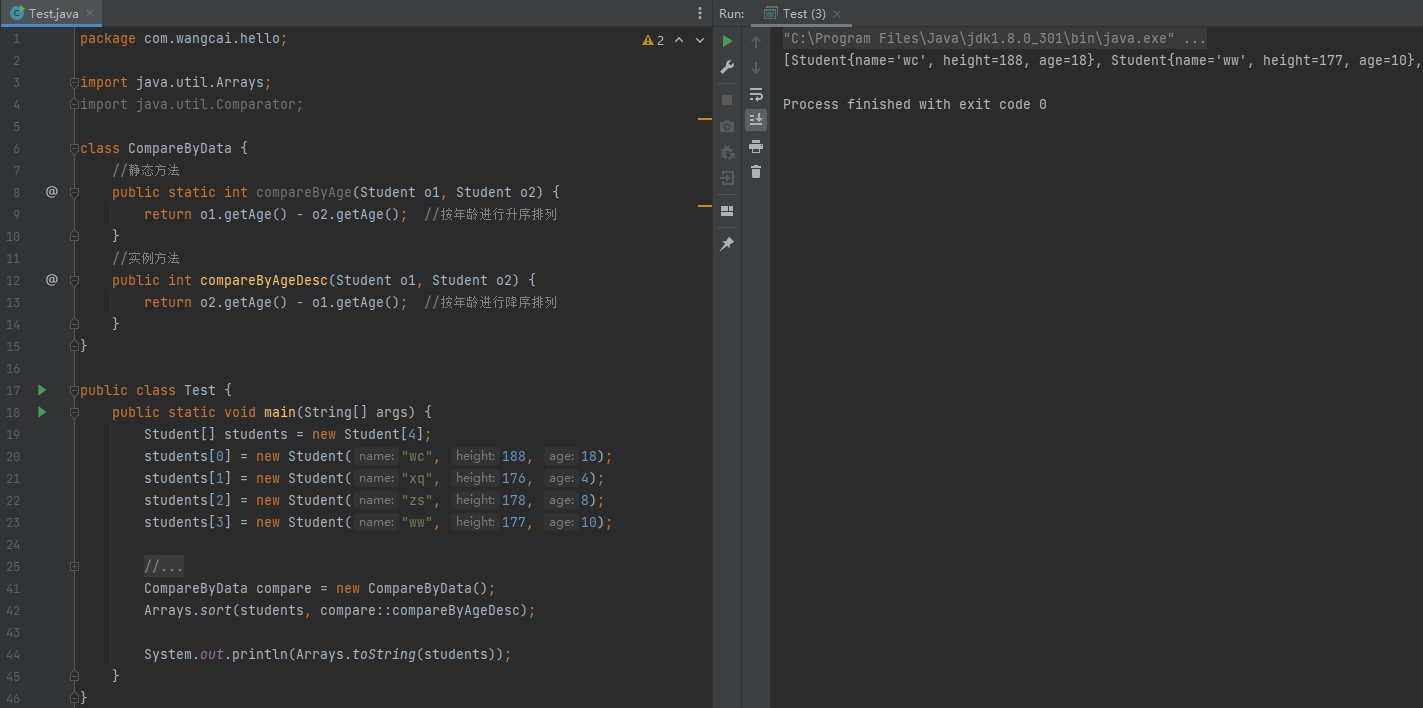 Test.java
2
1 package com.wangcai.hello;
2
3 import java.util.Arrays;
4 import java.util.Comparator;
5
6 class CompareByData {
7 //静态方法
8 @ public static int compareByAge(Student o1, Student o2) {
9 return o1.getAge() - o2.getAge(); //按年龄进行升序排列
10 }
11 //实例方法
12 @ public int compareByAgeDesc(Student o1, Student o2) {
13 return o2.getAge() - o1.getAge(); //按年龄进行降序排列
14 }
15 }
16
17 public class Test {
18 public static void main(String[] args) {
19 Student[] students = new Student[4];
20 students[0] = new Student( name: "wc", height: 188, age: 18);
21 students[1] = new Student( name: "xq", height: 176, age: 4);
22 students[2] = new Student( name: "zs", height: 178, age: 8);
23 students[3] = new Student( name: "ww", height: 177, age: 10);
24
25 //...
41 CompareByData compare = new CompareByData();
42 Arrays.sort(students, compare::compareByAgeDesc);
43
44 System.out.println(Arrays.toString(students));
45 }
46 }
Run: Test (3)
"C:\Program Files\Java\jdk1.8.0_301\bin\java.exe" ...
[Student{name='wc', height=188, age=18}, Student{name='ww', height=177, age=10},
Process finished with exit code 0